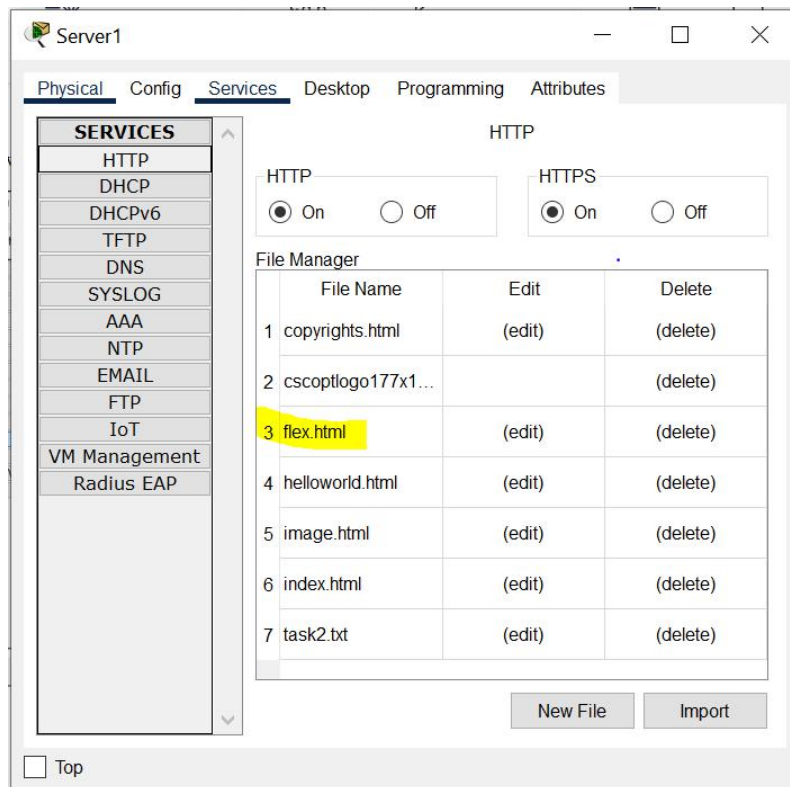 Server1
Physical Config Services Desktop Programming Attributes
SERVICES
HTTP
DHCP
DHCPv6
TFTP
DNS
SYSLOG
AAA
NTP
EMAIL
FTP
IoT
VM Management
Radius EAP
HTTP
HTTP HTTPS
On Off On Off
File Manager
File Name Edit Delete
1 copyrights.html (edit) (delete)
2 cscoptlogo177x1... (delete)
3 flex.html (edit) (delete)
4 helloworld.html (edit) (delete)
5 image.html (edit) (delete)
6 index.html (edit) (delete)
7 task2.txt (edit) (delete)
New File Import
Top